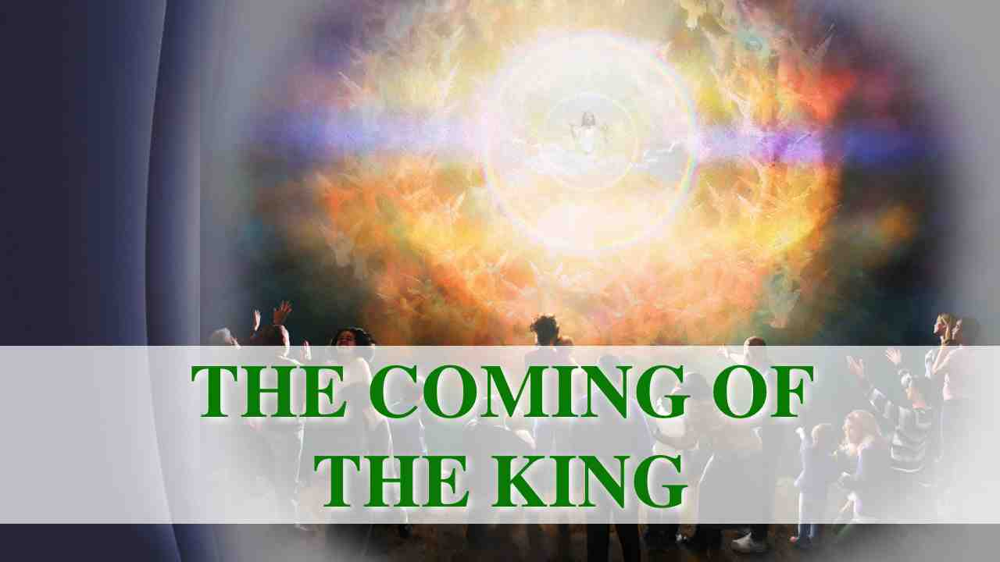 THE COMING OF
THE KING